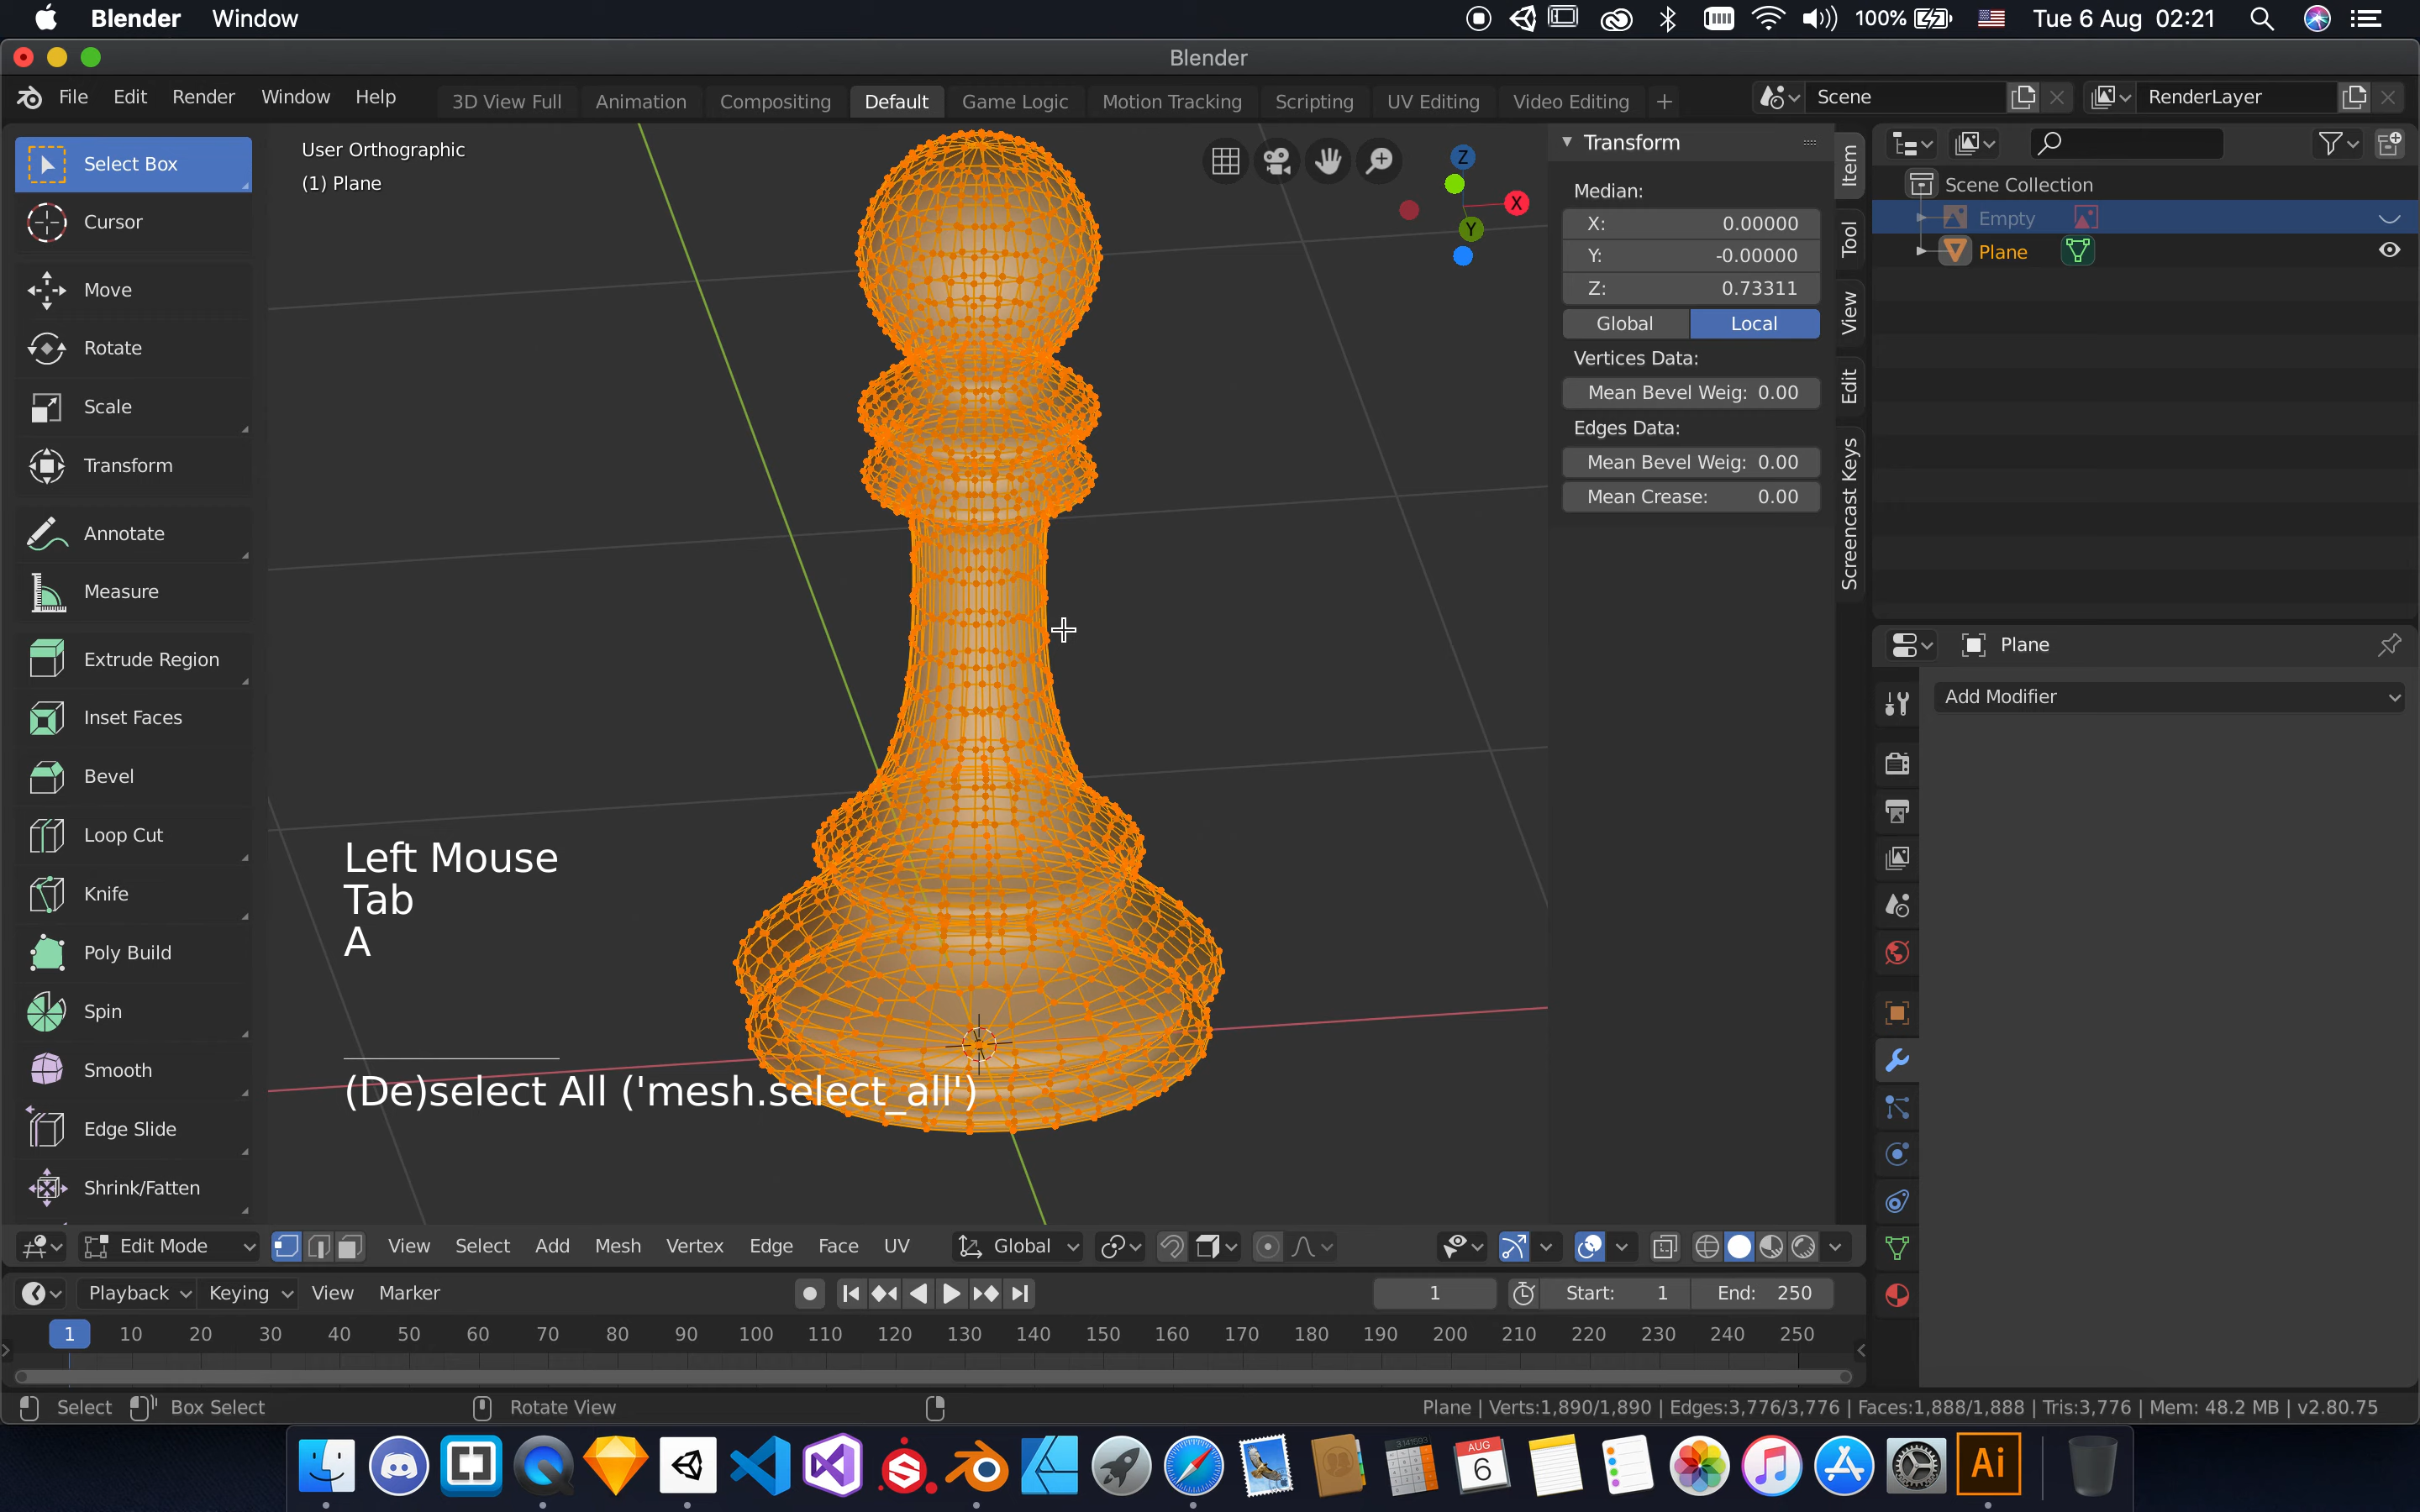 Blender Window 100% Tue 6 Aug 02:21
Blender
File Edit Render Window Help 3D View Full Animation Compositing Default Game Logic Motion Tracking Scripting UV Editing Video Editing + Scene RenderLayer
Select Box
Cursor
Move
Rotate
Scale
Transform
Annotate
Measure
Extrude Region
Inset Faces
Bevel
Loop Cut
Knife
Poly Build
Spin
Smooth
Edge Slide
Shrink/Fatten
User Orthographic
(1) Plane
Z
X
Y
Left Mouse
Tab
A
(De)select All ('mesh.select_all')
Transform
Median:
X: 0.00000
Y: -0.00000
Z: 0.73311
Global Local
Vertices Data:
Mean Bevel Weig: 0.00
Edges Data:
Mean Bevel Weig: 0.00
Mean Crease: 0.00
Item
Tool
View
Edit
Screencast Keys
Scene Collection
Empty
Plane
Plane
Add Modifier
Edit Mode View Select Add Mesh Vertex Edge Face UV Global
Playback Keying View Marker 1 Start: 1 End: 250
1 10 20 30 40 50 60 70 80 90 100 110 120 130 140 150 160 170 180 190 200 210 220 230 240 250
Select Box Select Rotate View Plane | Verts:1,890/1,890 | Edges:3,776/3,776 | Faces:1,888/1,888 | Tris:3,776 | Mem: 48.2 MB | v2.80.75
AUG
6
Ai